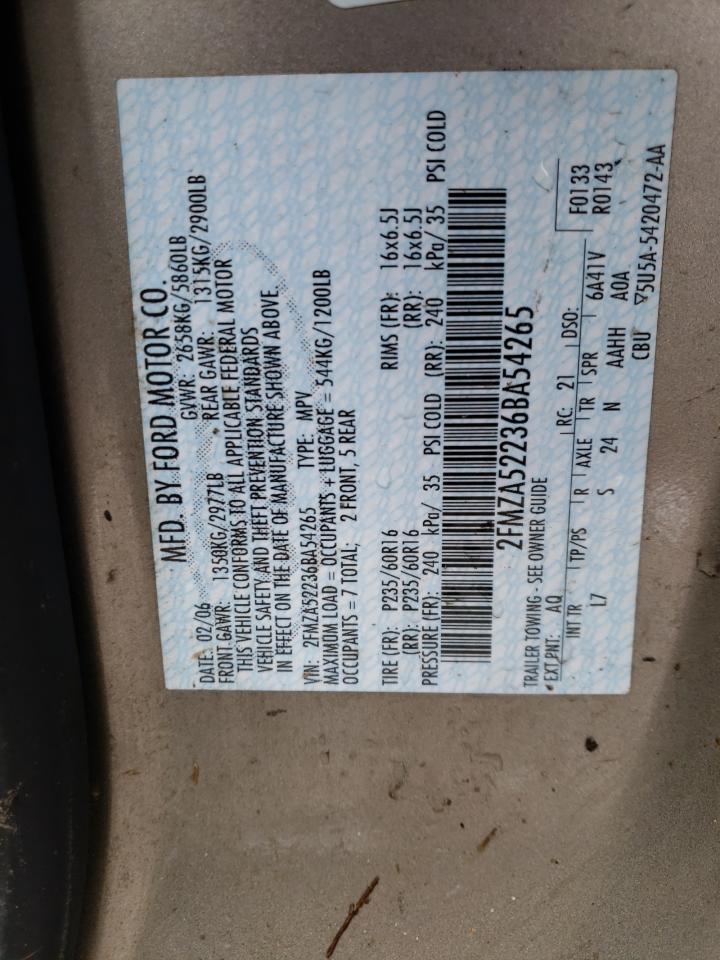 MFD. BY FORD MOTOR CO.
DATE: 02/06 GVWR: 2658KG/5860LB
FRONT GAWR: 1350KG/2977LB REAR GAWR: 1315KG/2900LB
THIS VEHICLE CONFORMS TO ALL APPLICABLE FEDERAL MOTOR
VEHICLE SAFETY AND THEFT PREVENTION STANDARDS
IN EFFECT ON THE DATE OF MANUFACTURE SHOWN ABOVE.
VIN: 2FMZA52236BA54265 TYPE: MPV
MAXIMUM LOAD = OCCUPANTS + LUGGAGE = 544KG/1200LB
OCCUPANTS = 7 TOTAL; 2 FRONT, 5 REAR
TIRE (FR): P235/60R16 RIMS (FR): 16x6.5J
(RR): P235/60R16 (RR): 16x6.5J
PRESSURE (FR): 240 kPa/ 35 PSI COLD (RR): 240 kPa/ 35 PSI COLD
2FMZA52236BA54265
TRAILER TOWING - SEE OWNER GUIDE
EXT PNT: AQ RC: 21 DSO: F0133
R0143
INT TR TP/PS R AXLE TR SPR 6A41V
L7 S 24 N AAHH A0A
CBU ▽5U5A-5420472-AA